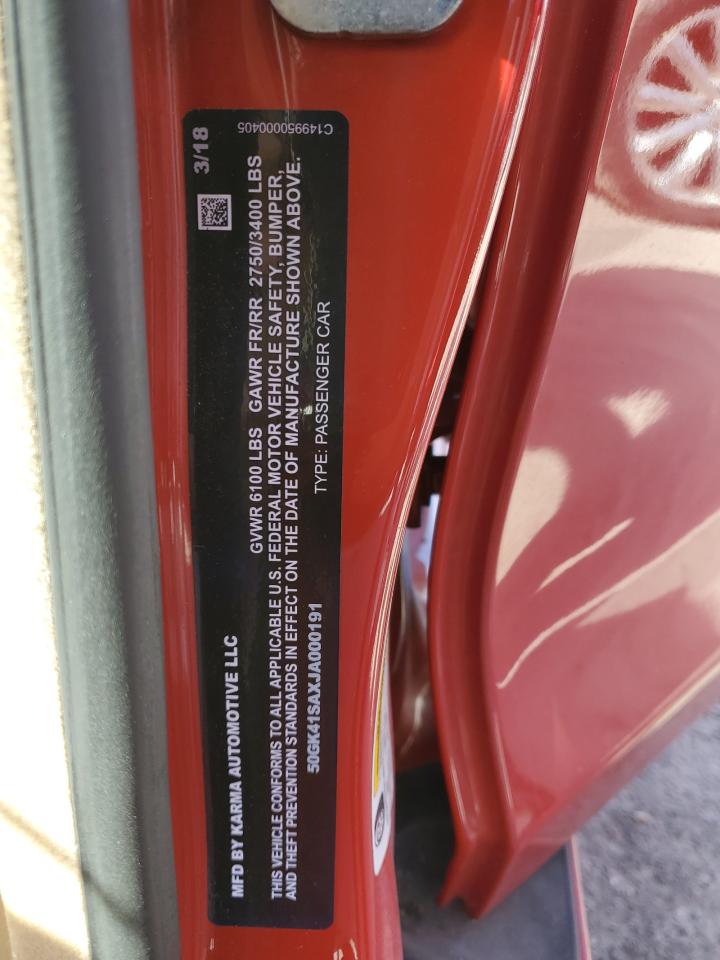 MFD BY KARMA AUTOMOTIVE LLC
3/18
GVWR 6100 LBS GAWR FR/RR 2750/3400 LBS
THIS VEHICLE CONFORMS TO ALL APPLICABLE U.S. FEDERAL MOTOR VEHICLE SAFETY, BUMPER,
AND THEFT PREVENTION STANDARDS IN EFFECT ON THE DATE OF MANUFACTURE SHOWN ABOVE.
50GK41SAXJA000191
TYPE: PASSENGER CAR
C149950000405